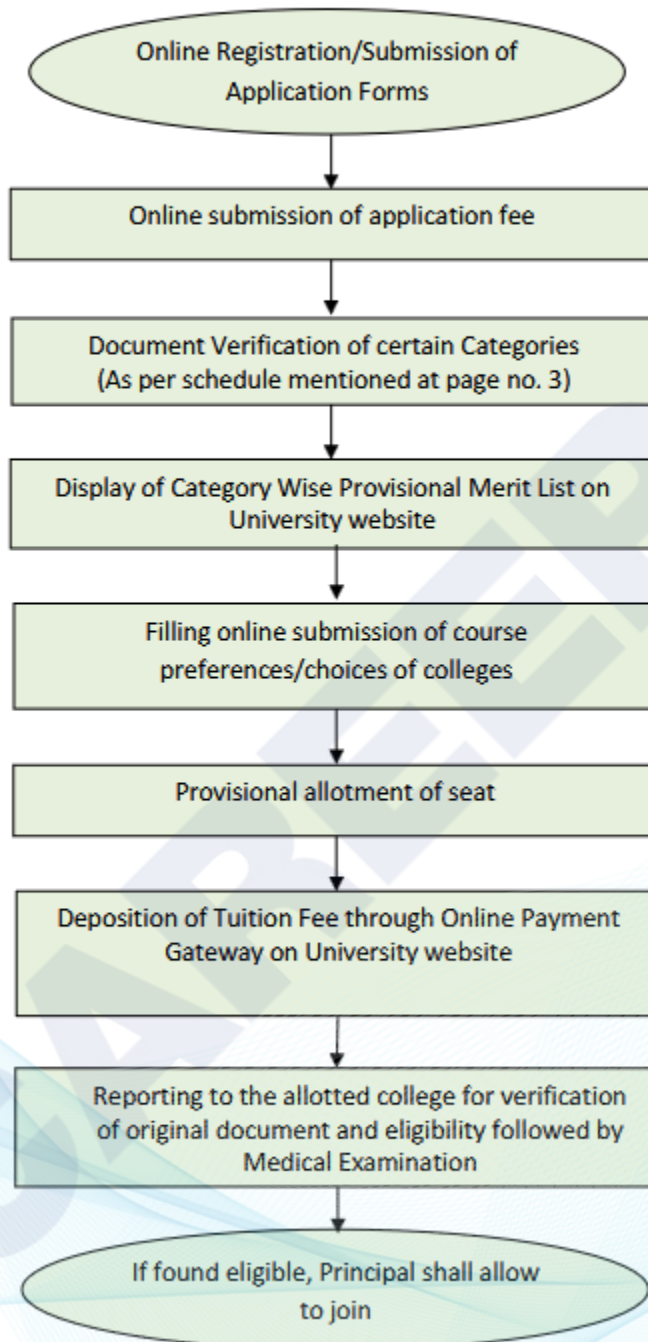 Online Registration/Submission of
Application Forms
Online submission of application fee
Document Verification of certain Categories
(As per schedule mentioned at page no. 3)
Display of Category Wise Provisional Merit List on
University website
Filling online submission of course
preferences/choices of colleges
Provisional allotment of seat
Deposition of Tuition Fee through Online Payment
Gateway on University website
Reporting to the allotted college for verification
of original document and eligibility followed by
Medical Examination
If found eligible, Principal shall allow
to join